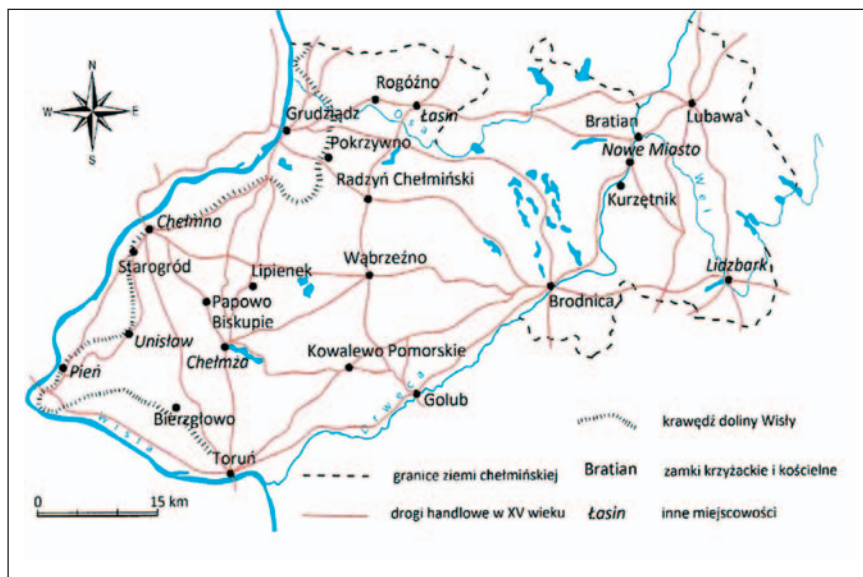 N
W E
S
Rogóźno
Łasin
Grudziądz
Osa
Pokrzywno
Bratian
Lubawa
Nowe Miasto
Radzyń Chełmiński
Kurzętnik
Wel
Chełmno
Starogród
Lipienek
Wąbrzeźno
Lidzbark
Papowo
Biskupie
Brodnica
Unisław
Chełmża
Pień
Kowalewo Pomorskie
Golub
Drwęca
Bierzgłowo
Wisła
Toruń
krawędź doliny Wisły
granice ziemi chełmińskiej
Bratian zamki krzyżackie i kościelne
0 15 km
drogi handlowe w XV wieku
Łasin inne miejscowości